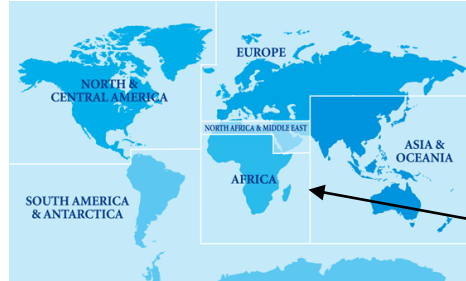 EUROPE
NORTH &
CENTRAL AMERICA
NORTH AFRICA & MIDDLE EAST
ASIA &
OCEANIA
AFRICA
SOUTH AMERICA
& ANTARCTICA